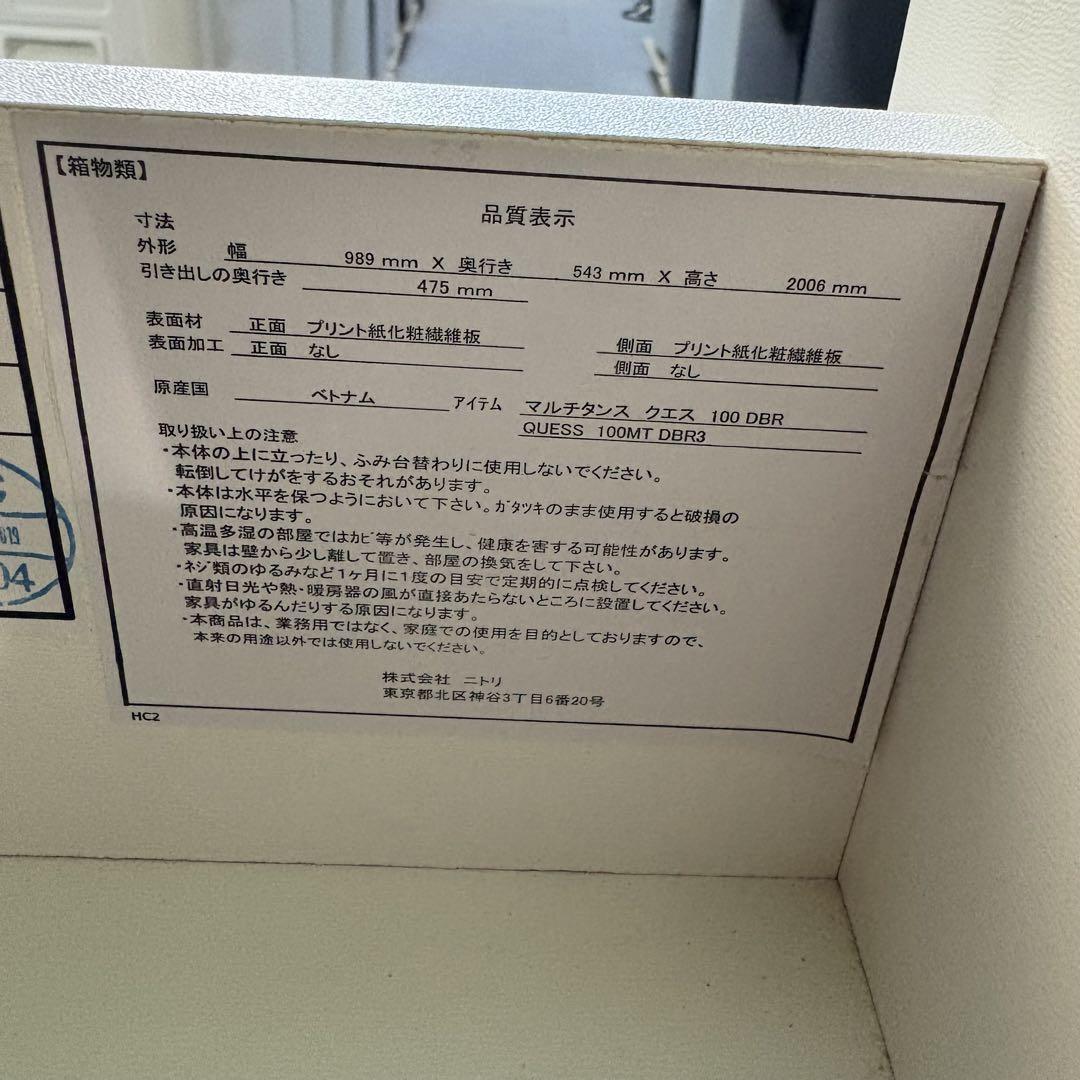 【箱物類】
品質表示
寸法
外形 幅 989 mm X 奥行き 543 mm X 高さ 2006 mm
引き出しの奥行き 475 mm
表面材 正面 プリント紙化粧繊維板 側面 プリント紙化粧繊維板
表面加工 正面 なし 側面 なし
原産国 ベトナム アイテム マルチタンス クエス 100 DBR
QUESS 100MT DBR3
取り扱い上の注意
・本体の上に立ったり、ふみ台替わりに使用しないでください。
転倒してけがをするおそれがあります。
・本体は水平を保つようにおいて下さい。ｶﾞﾀﾂｷのまま使用すると破損の
原因になります。
・高温多湿の部屋ではｶﾋﾞ等が発生し、健康を害する可能性があります。
家具は壁から少し離して置き、部屋の換気をして下さい。
・ネジ類のゆるみなど1ヶ月に1度の目安で定期的に点検してください。
・直射日光や熱・暖房器の風が直接あたらないところに設置してください。
家具がゆるんだりする原因になります。
・本商品は、業務用ではなく、家庭での使用を目的としておりますので、
本来の用途以外では使用しないでください。
株式会社 ニトリ
東京都北区神谷3丁目6番20号
HC2
04